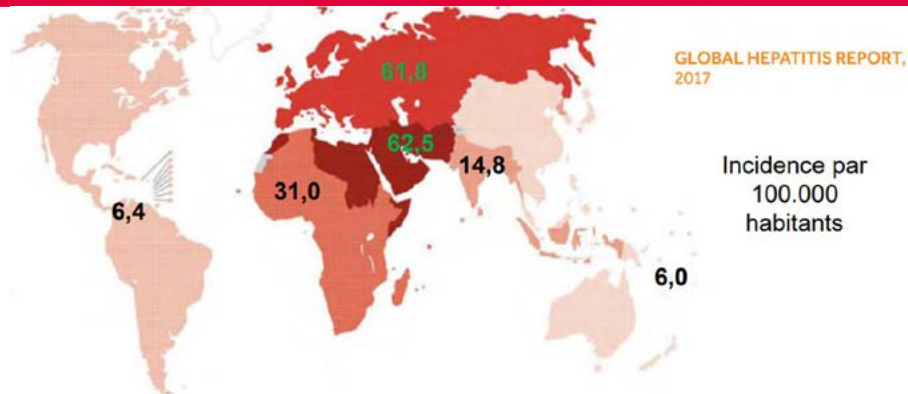 GLOBAL HEPATITIS REPORT,
2017
61,8
62,5
14,8
Incidence par
100.000
habitants
31,0
6,4
6,0